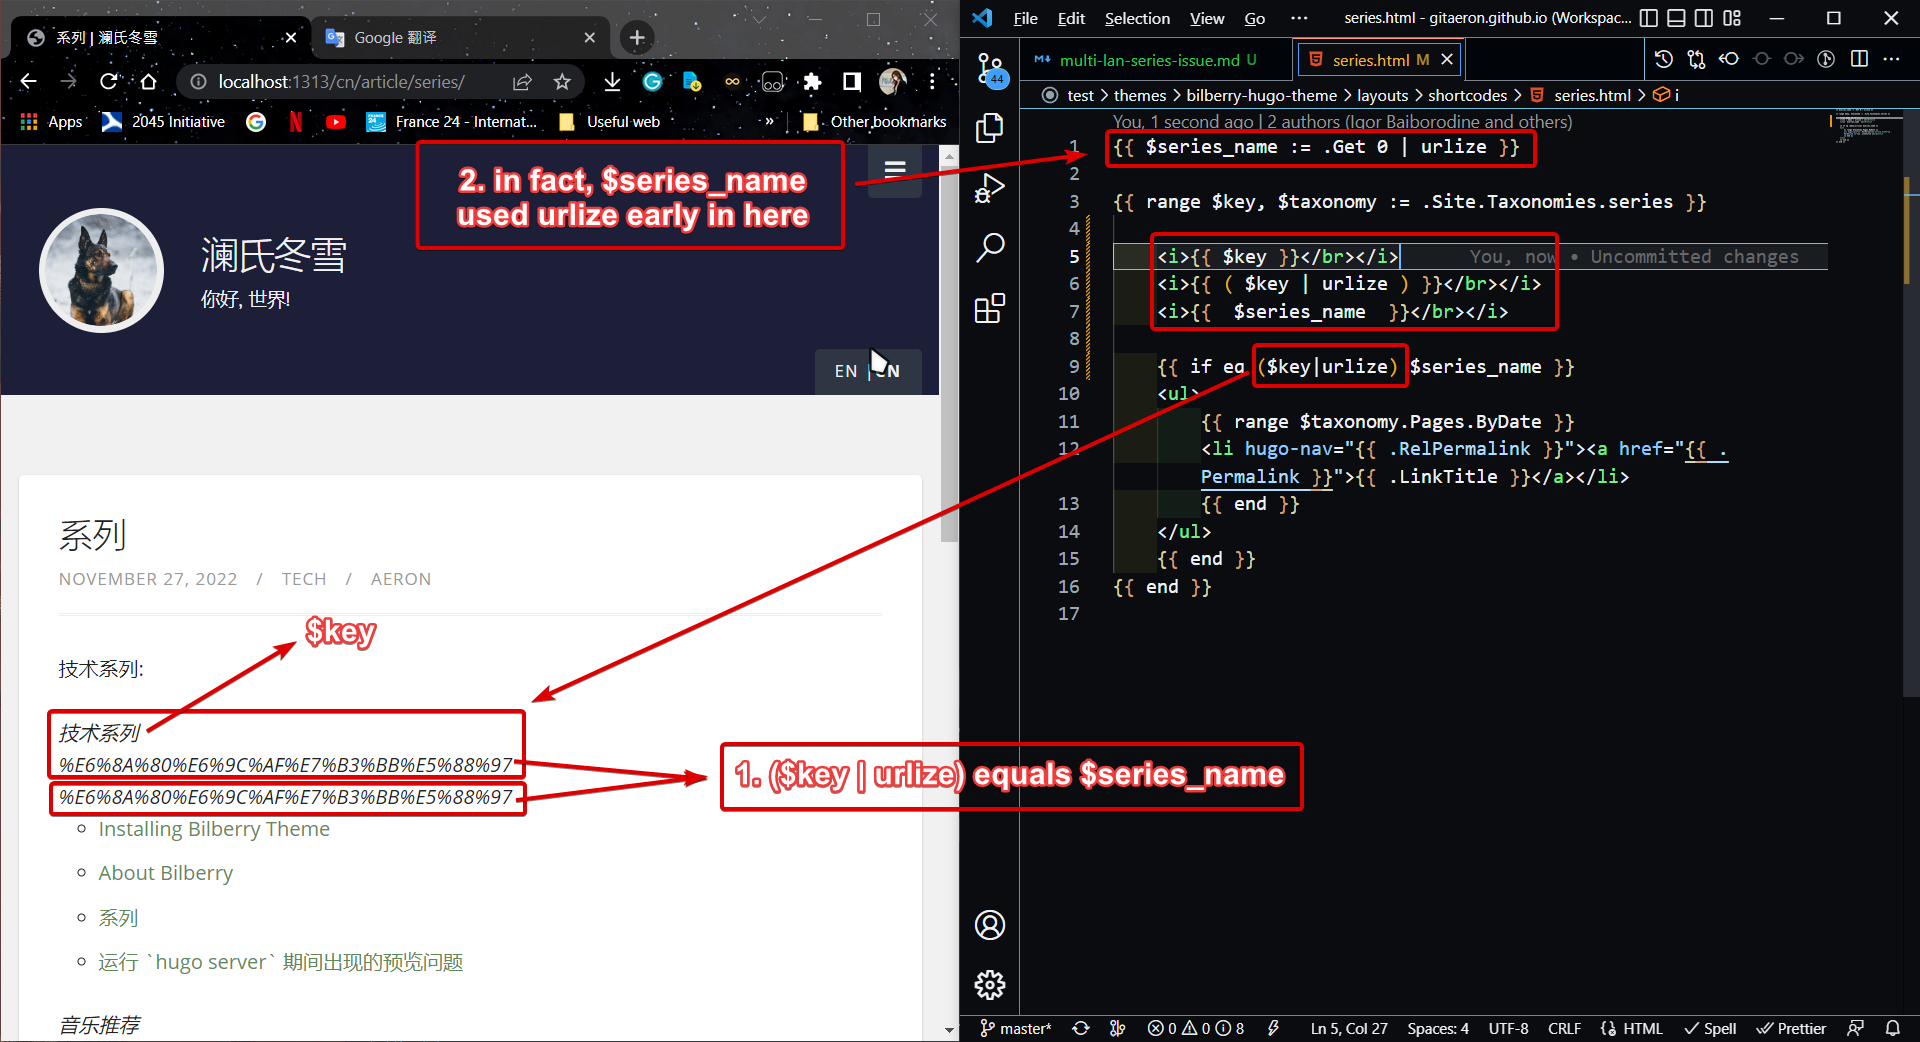 系列 | 澜氏冬雪
Google 翻译
localhost:1313/cn/article/series/
Apps
2045 Initiative
France 24 - Internat...
Useful web
»
Other bookmarks
2. in fact, $series_name
used urlize early in here
澜氏冬雪
你好, 世界!
EN | CN
系列
NOVEMBER 27, 2022 / TECH / AERON
$key
技术系列:
技术系列
%E6%8A%80%E6%9C%AF%E7%B3%BB%E5%88%97
%E6%8A%80%E6%9C%AF%E7%B3%BB%E5%88%97
1. ($key | urlize) equals $series_name
Installing Bilberry Theme
About Bilberry
系列
运行 `hugo server` 期间出现的预览问题
音乐推荐
File Edit Selection View Go ···
series.html - gitaeron.github.io (Workspac...
44
multi-lan-series-issue.md U
series.html M
test > themes > bilberry-hugo-theme > layouts > shortcodes > series.html > i
You, 1 second ago | 2 authors (Igor Baiborodine and others)
1 {{ $series_name := .Get 0 | urlize }}
2
3 {{ range $key, $taxonomy := .Site.Taxonomies.series }}
4
5 <i>{{ $key }}</br></i> You, now • Uncommitted changes
6 <i>{{ ( $key | urlize ) }}</br></i>
7 <i>{{  $series_name  }}</br></i>
8
9 {{ if eq ($key|urlize) $series_name }}
10 <ul>
11 {{ range $taxonomy.Pages.ByDate }}
12 <li hugo-nav="{{ .RelPermalink }}"><a href="{{ .
Permalink }}">{{ .LinkTitle }}</a></li>
13 {{ end }}
14 </ul>
15 {{ end }}
16 {{ end }}
17
master* 0 0 8 Ln 5, Col 27 Spaces: 4 UTF-8 CRLF HTML Spell Prettier